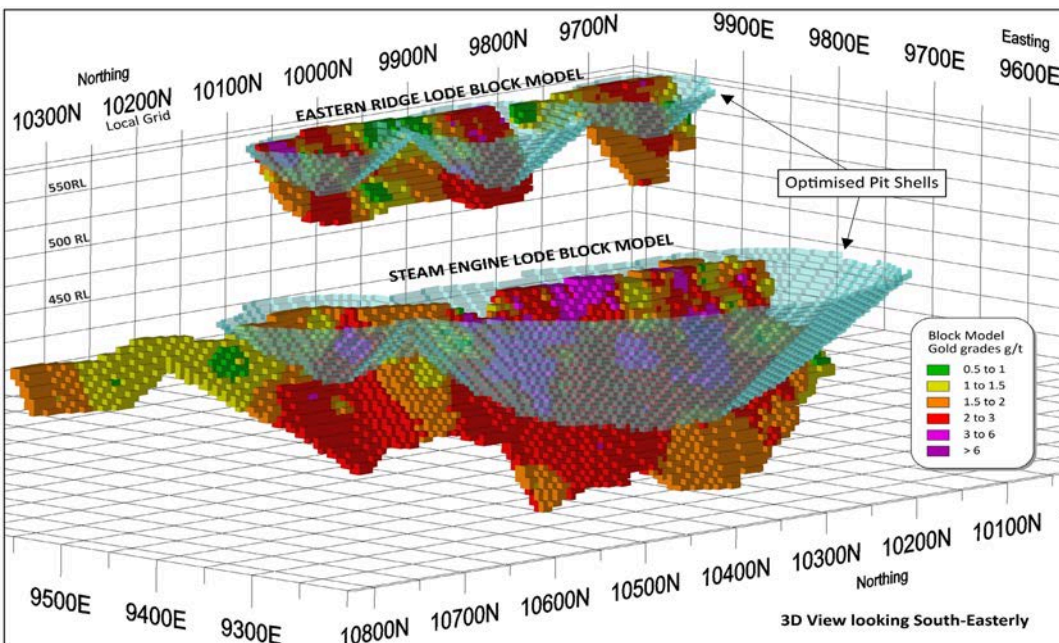 Northing
10300N
10200N
10100N
10000N
9900N
9800N
9700N
Local Grid
9900E
9800E
9700E
9600E
Easting
EASTERN RIDGE LODE BLOCK MODEL
550RL
500 RL
450 RL
Optimised Pit Shells
STEAM ENGINE LODE BLOCK MODEL
Block Model
Gold grades g/t
0.5 to 1
1 to 1.5
1.5 to 2
2 to 3
3 to 6
> 6
9500E
9400E
9300E
10800N
10700N
10600N
10500N
10400N
10300N
10200N
10100N
Northing
3D View looking South-Easterly